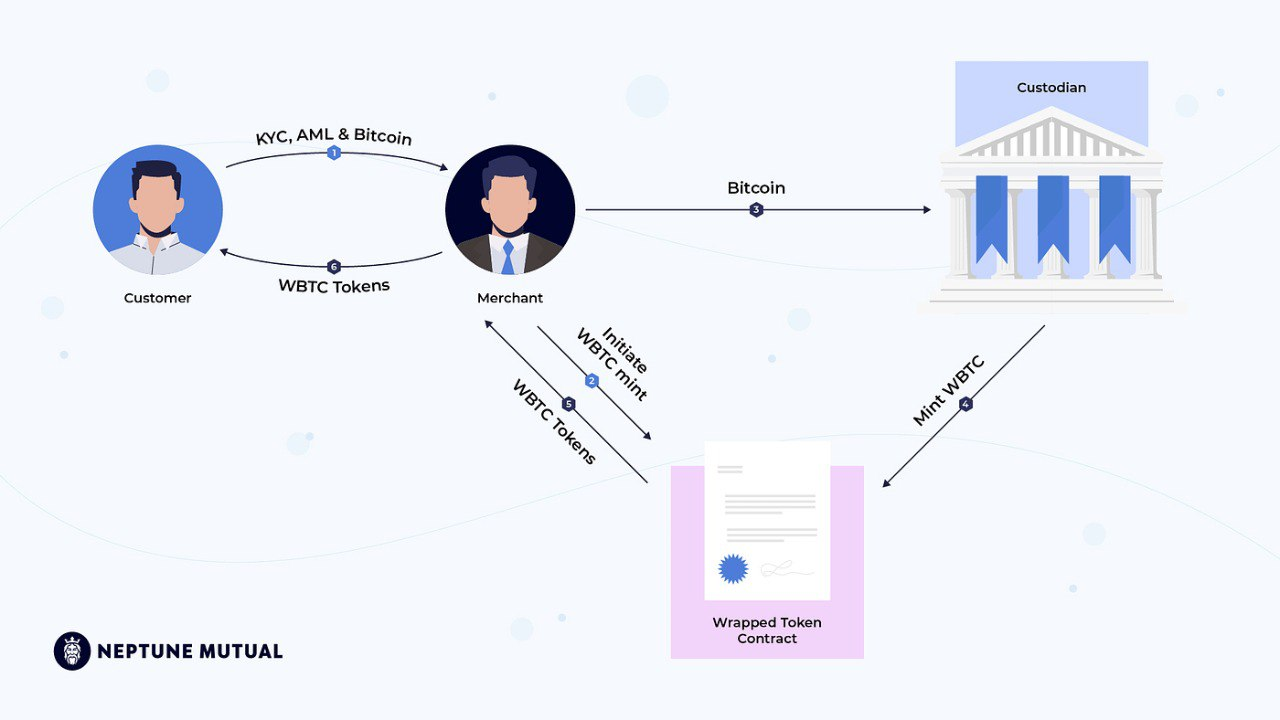 Custodian
KYC, AML & Bitcoin
1
Bitcoin
3
6
WBTC Tokens
Customer
Merchant
Initiate
WBTC mint
2
5
WBTC Tokens
Mint WBTC
4
Wrapped Token
Contract
NEPTUNE MUTUAL